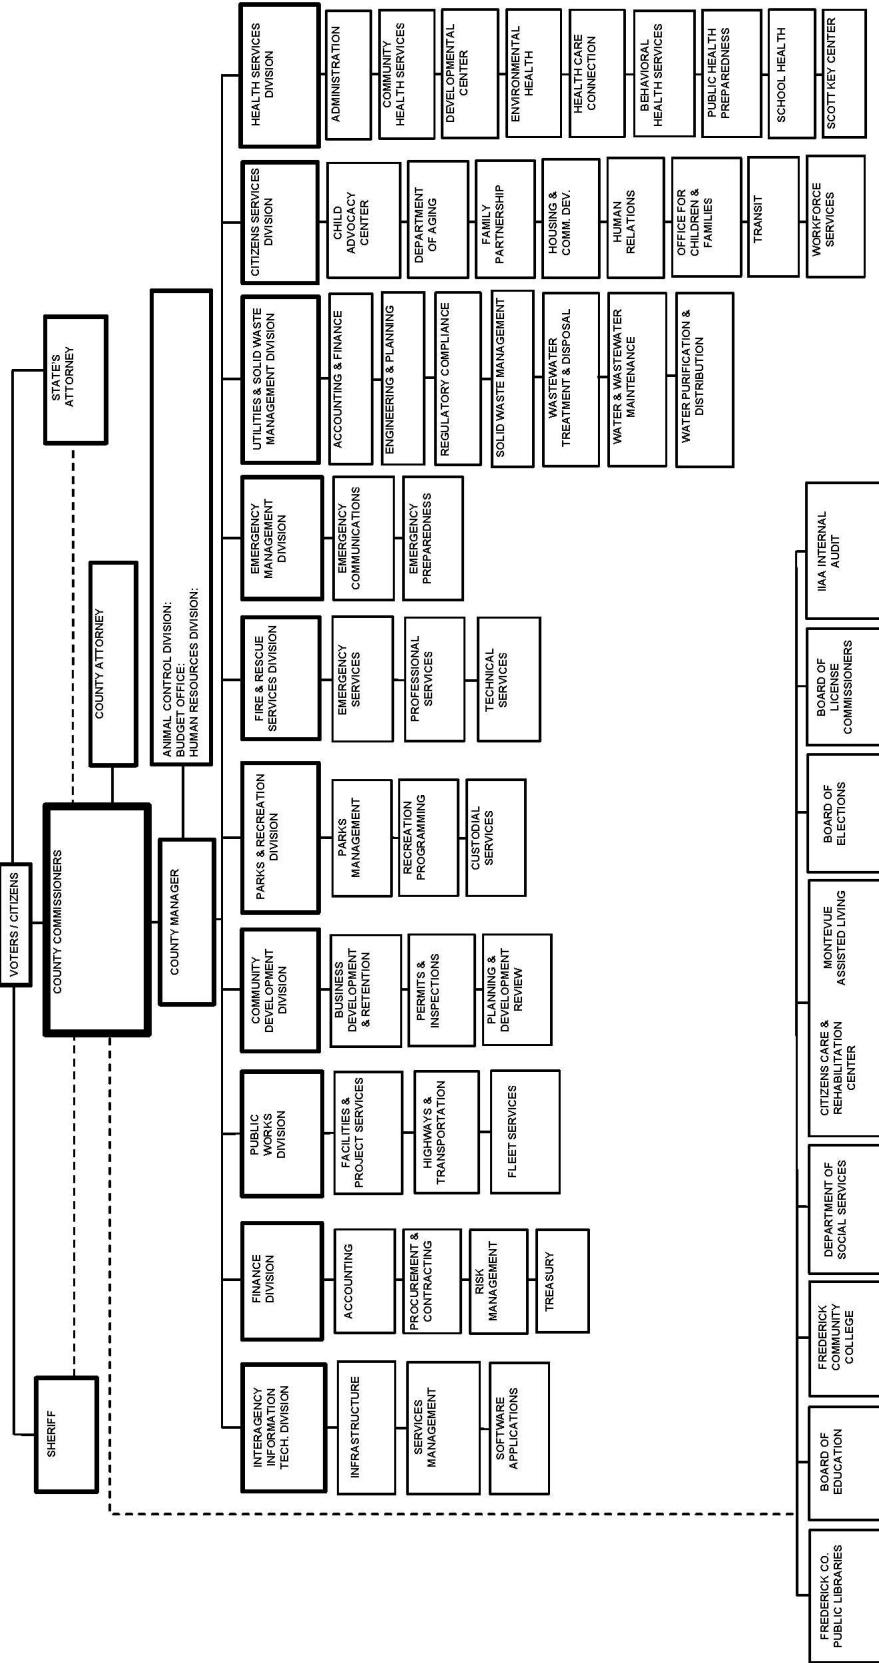 VOTERS / CITIZENS
SHERIFF
COUNTY COMMISSIONERS
STATE'S
ATTORNEY
COUNTY ATTORNEY
COUNTY MANAGER
ANIMAL CONTROL DIVISION:
BUDGET OFFICE:
HUMAN RESOURCES DIVISION:
INTERAGENCY
INFORMATION
TECH. DIVISION
INFRASTRUCTURE
SERVICES
MANAGEMENT
SOFTWARE
APPLICATIONS
FINANCE
DIVISION
ACCOUNTING
PROCUREMENT &
CONTRACTING
RISK
MANAGEMENT
TREASURY
PUBLIC
WORKS
DIVISION
FACILITIES &
PROJECT SERVICES
HIGHWAYS &
TRANSPORTATION
FLEET SERVICES
COMMUNITY
DEVELOPMENT
DIVISION
BUSINESS
DEVELOPMENT
& RETENTION
PERMITS &
INSPECTIONS
PLANNING &
DEVELOPMENT
REVIEW
PARKS & RECREATION
DIVISION
PARKS
MANAGEMENT
RECREATION
PROGRAMMING
CUSTODIAL
SERVICES
FIRE & RESCUE
SERVICES DIVISION
EMERGENCY
SERVICES
PROFESSIONAL
SERVICES
TECHNICAL
SERVICES
EMERGENCY
MANAGEMENT
DIVISION
EMERGENCY
COMMUNICATIONS
EMERGENCY
PREPAREDNESS
UTILITIES & SOLID WASTE
MANAGEMENT DIVISION
ACCOUNTING & FINANCE
ENGINEERING & PLANNING
REGULATORY COMPLIANCE
SOLID WASTE MANAGEMENT
WASTEWATER
TREATMENT & DISPOSAL
WATER & WASTEWATER
MAINTENANCE
WATER PURIFICATION &
DISTRIBUTION
CITIZENS SERVICES
DIVISION
CHILD
ADVOCACY
CENTER
DEPARTMENT
OF AGING
FAMILY
PARTNERSHIP
HOUSING &
COMM. DEV.
HUMAN
RELATIONS
OFFICE FOR
CHILDREN &
FAMILIES
TRANSIT
WORKFORCE
SERVICES
HEALTH SERVICES
DIVISION
ADMINISTRATION
COMMUNITY
HEALTH SERVICES
DEVELOPMENTAL
CENTER
ENVIRONMENTAL
HEALTH
HEALTH CARE
CONNECTION
BEHAVIORAL
HEALTH SERVICES
PUBLIC HEALTH
PREPAREDNESS
SCHOOL HEALTH
SCOTT KEY CENTER
FREDERICK CO.
PUBLIC LIBRARIES
BOARD OF
EDUCATION
FREDERICK
COMMUNITY
COLLEGE
DEPARTMENT OF
SOCIAL SERVICES
CITIZENS CARE &
REHABILITATION
CENTER
MONTEVUE
ASSISTED LIVING
BOARD OF
ELECTIONS
BOARD OF
LICENSE
COMMISSIONERS
IIAA INTERNAL
AUDIT